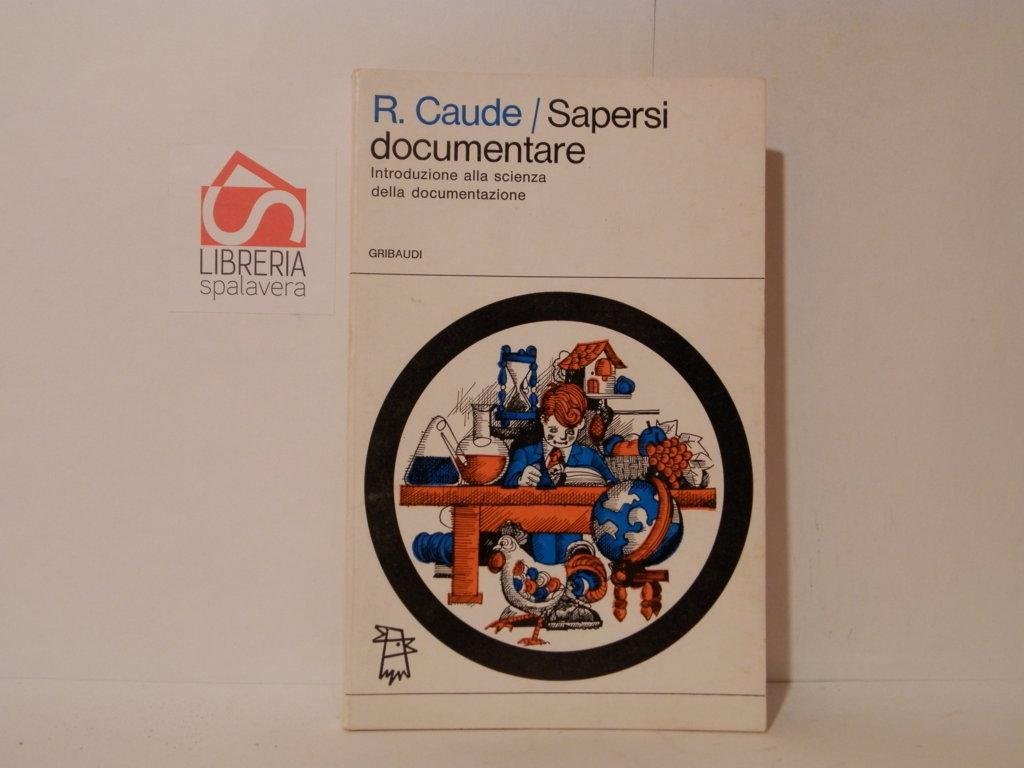 R. Caude / Sapersi
documentare
Introduzione alla scienza
della documentazione
GRIBAUDI
LIBRERIA
spalavera